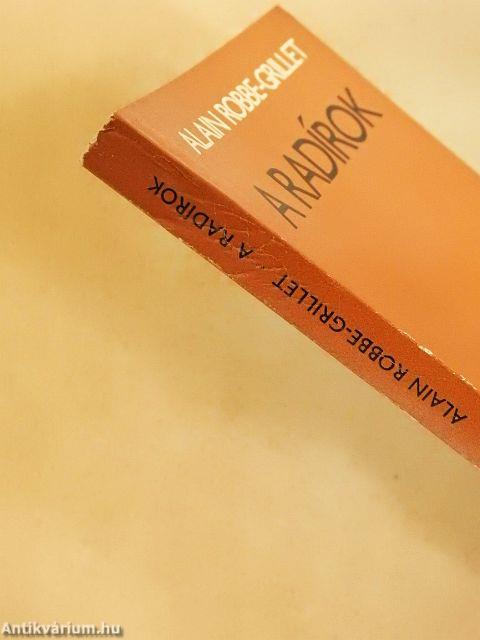 ALAIN ROBBE-GRILLET
A RADÍROK
ALAIN ROBBE-GRILLET
A RADÍROK
Antikvárium.hu